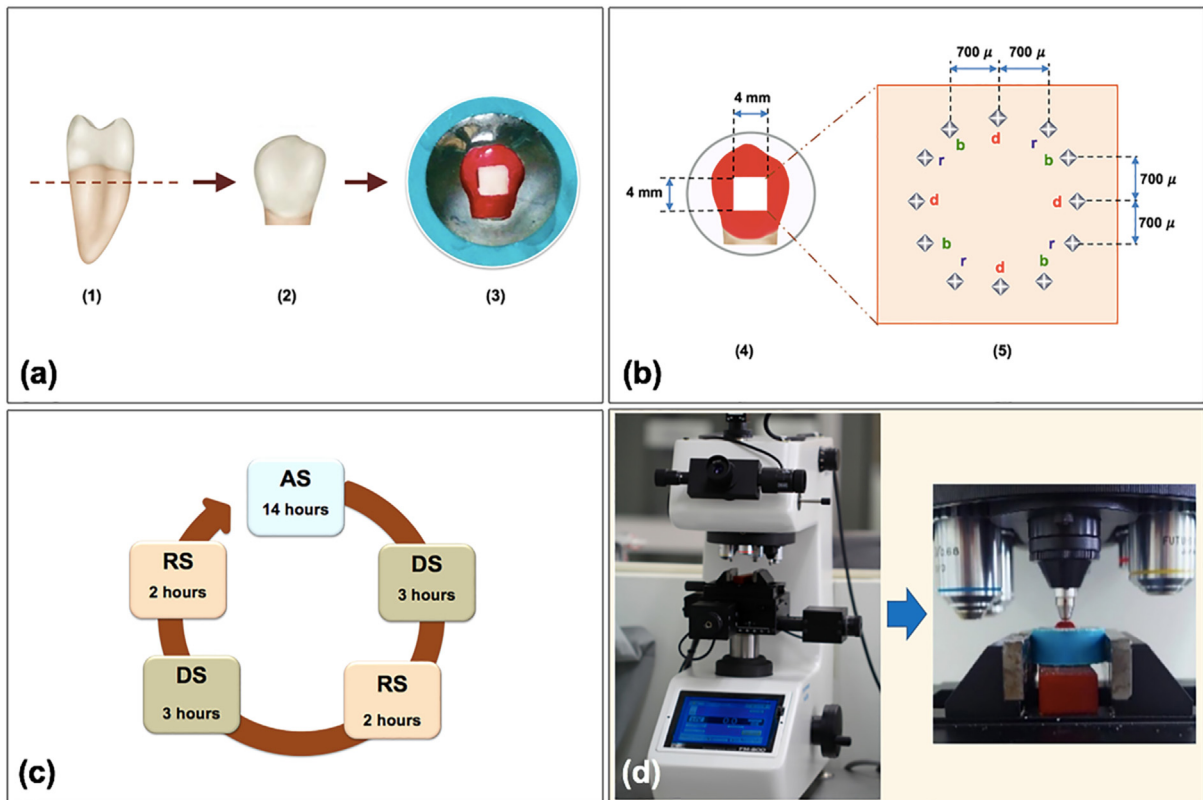 (1)
(2)
(3)
(a)
4 mm
4 mm
(4)
700 µ
700 µ
b
d
r
r
b
d
d
700 µ
700 µ
b
r
r
d
b
(5)
(b)
AS
14 hours
RS
2 hours
DS
3 hours
DS
3 hours
RS
2 hours
(c)
(d)